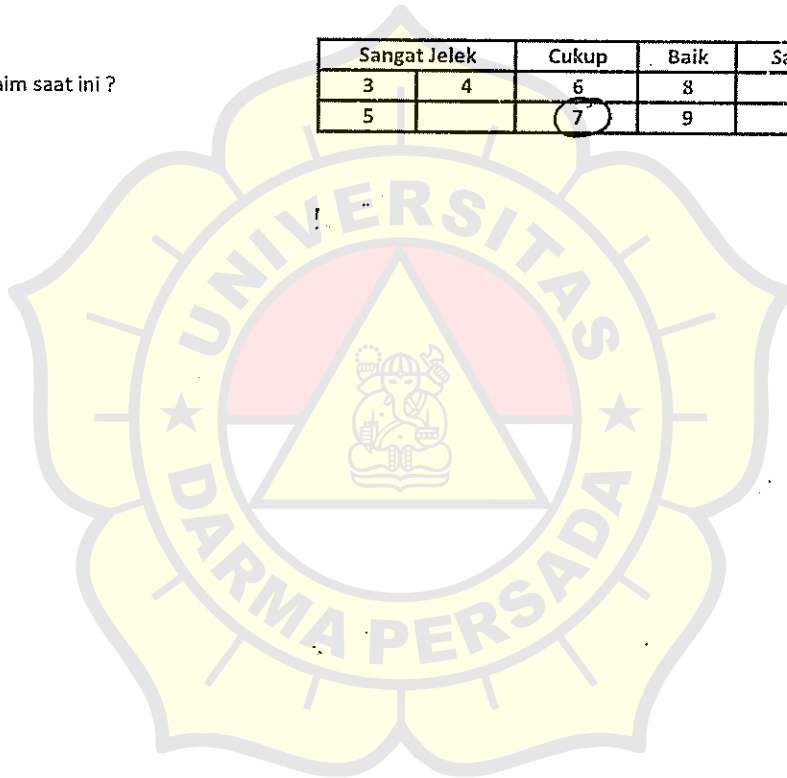 Sangat Jelek Cukup Baik
aim saat ini ?
3 4 6 8
5 7 9
UNIVERSITAS
DARMA PERSADA